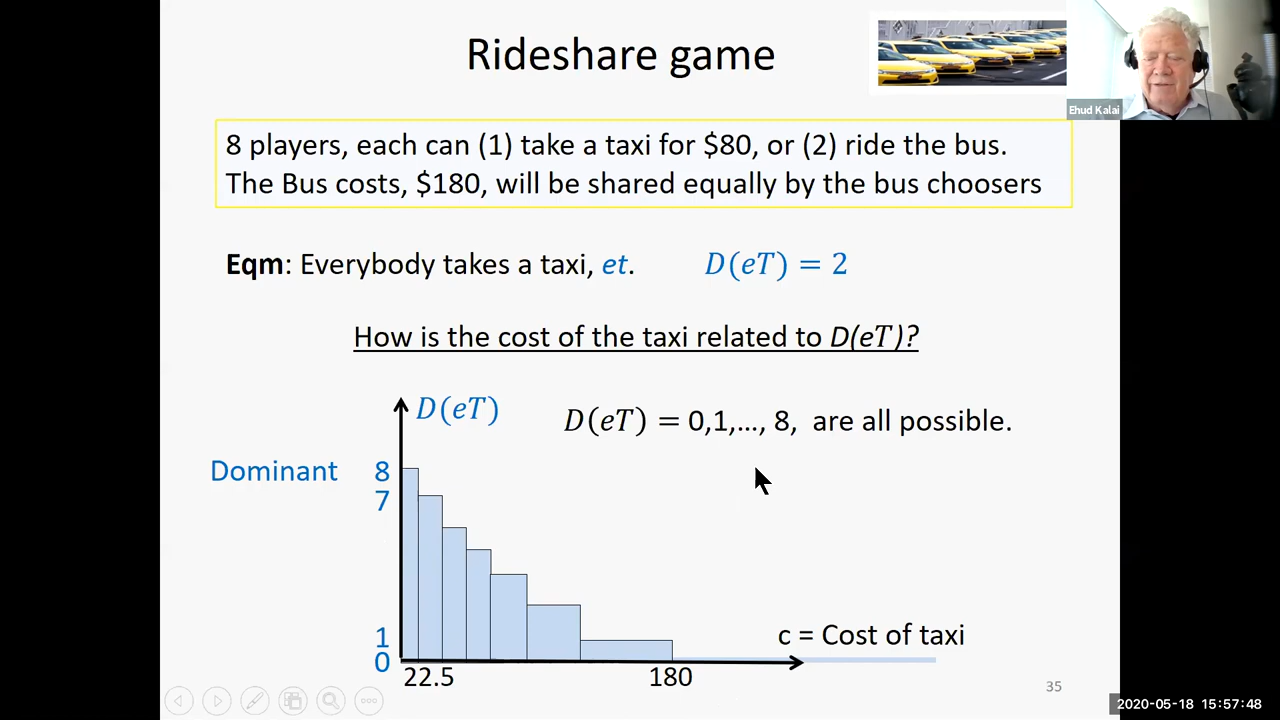 Rideshare game
Ehud Kalai
8 players, each can (1) take a taxi for $80, or (2) ride the bus.
The Bus costs, $180, will be shared equally by the bus choosers
Eqm: Everybody takes a taxi, et. D(eT) = 2
How is the cost of the taxi related to D(eT)?
D(eT)
D(eT) = 0,1,..., 8, are all possible.
Dominant 8
7
1
0
c = Cost of taxi
22.5
180
35
2020-05-18 15:57:48